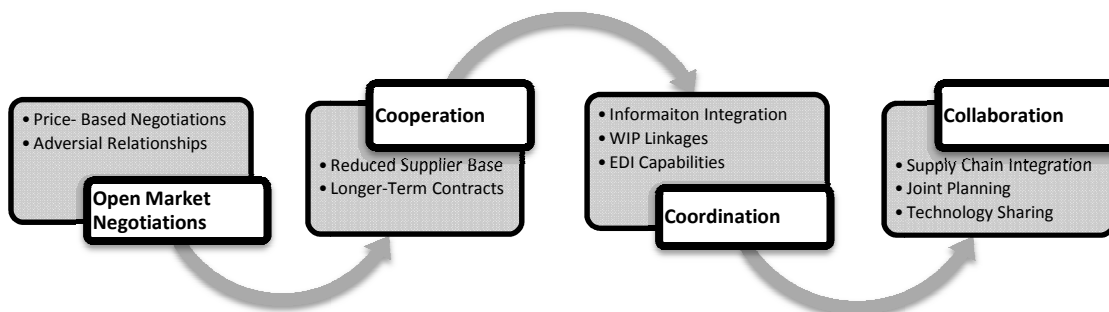 • Price- Based Negotiations
• Adversial Relationships
Open Market
Negotiations
Cooperation
• Reduced Supplier Base
• Longer-Term Contracts
• Informaiton Integration
• WIP Linkages
• EDI Capabilities
Coordination
Collaboration
• Supply Chain Integration
• Joint Planning
• Technology Sharing